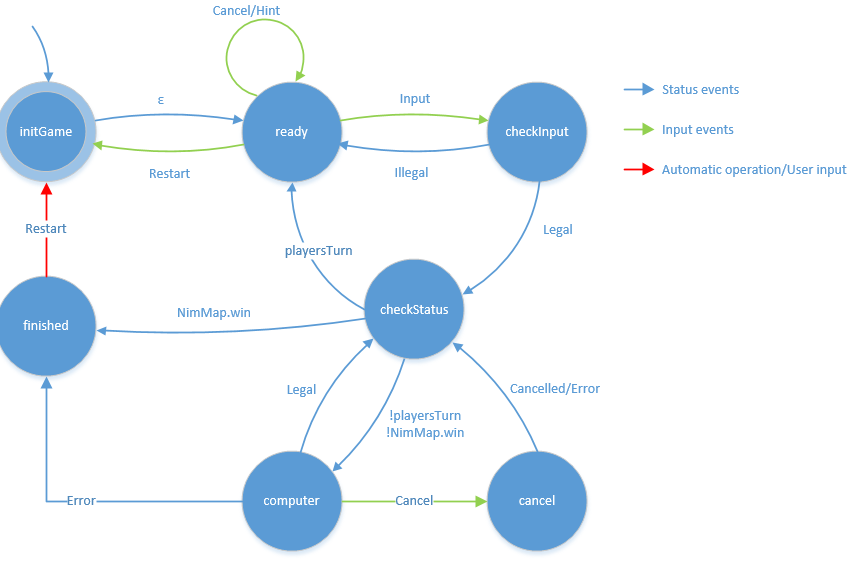 Cancel/Hint
ε
Input
Status events
initGame
ready
checkInput
Input events
Restart
Illegal
Automatic operation/User input
Restart
Legal
playersTurn
NimMap.win
checkStatus
finished
Legal
Cancelled/Error
!playersTurn
!NimMap.win
Error
computer
Cancel
cancel